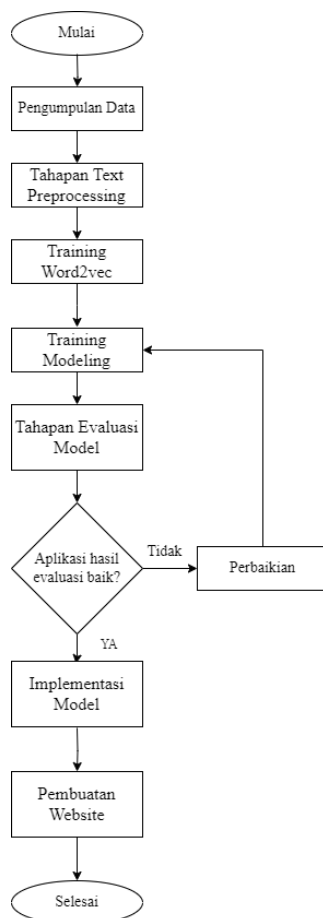 Mulai
Pengumpulan Data
Tahapan Text
Preprocessing
Training
Word2vec
Training
Modeling
Tahapan Evaluasi
Model
Aplikasi hasil
evaluasi baik?
Tidak
Perbaikian
YA
Implementasi
Model
Pembuatan
Website
Selesai